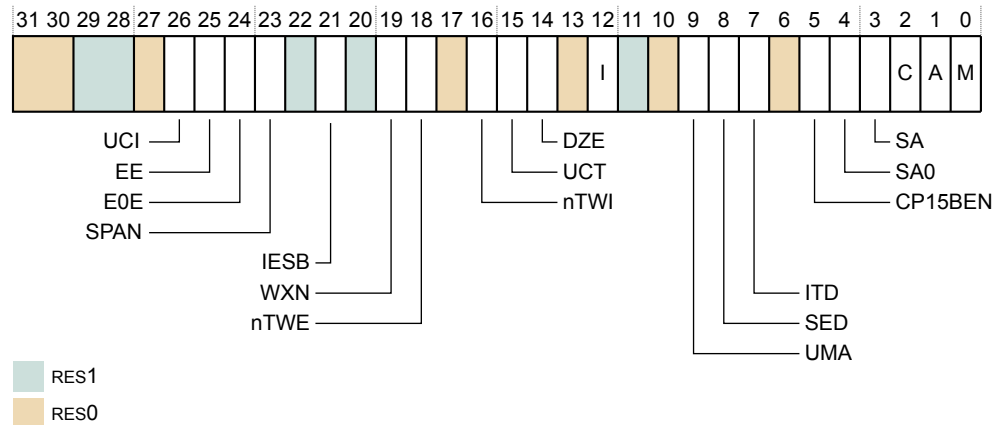 31 30 29 28 27 26 25 24 23 22 21 20 19 18 17 16 15 14 13 12 11 10 9 8 7 6 5 4 3 2 1 0
I C A M
UCI DZE SA
EE UCT SA0
E0E nTWI CP15BEN
SPAN
IESB
WXN ITD
nTWE SED
UMA
RES1
RES0